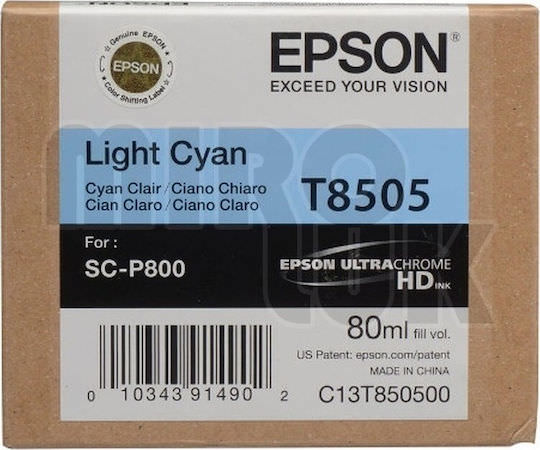 Genuine
EPSON
Color Shifting Label
EPSON®
EXCEED YOUR VISION
Light Cyan
Cyan Clair / Ciano Chiaro
Cian Claro / Ciano Claro
T8505
For :
SC-P800
EPSON ULTRACHROME
HD INK
80ml fill vol.
US Patent: epson.com/patent
MADE IN CHINA
C13T850500
0 10343 91490 2
MIRO
LUK